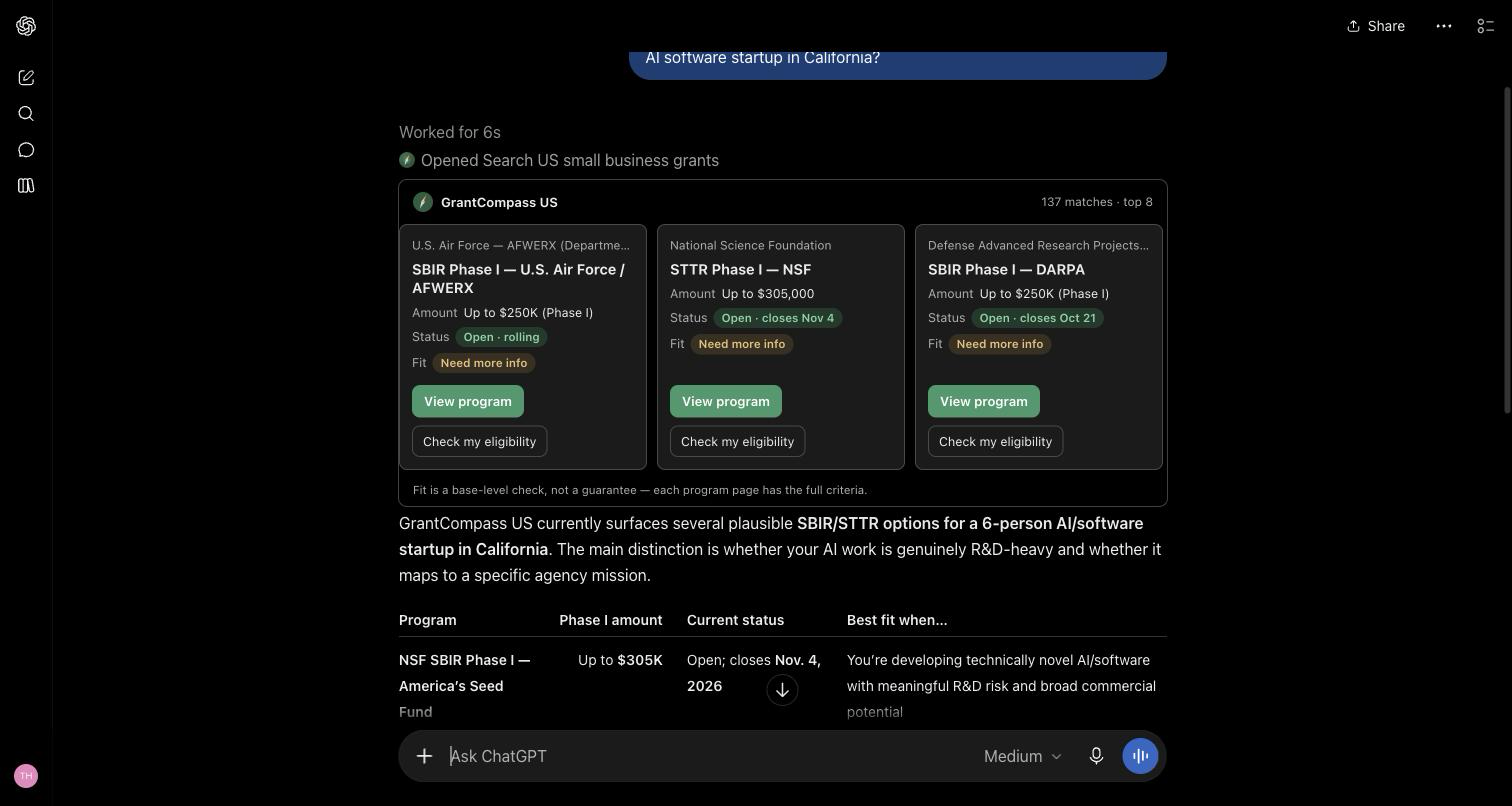 Share
AI software startup in California?
Worked for 6s
Opened Search US small business grants
GrantCompass US
137 matches · top 8
U.S. Air Force — AFWERX (Departme...
SBIR Phase I — U.S. Air Force /
AFWERX
Amount Up to $250K (Phase I)
Status Open · rolling
Fit Need more info
View program
Check my eligibility
National Science Foundation
STTR Phase I — NSF
Amount Up to $305,000
Status Open · closes Nov 4
Fit Need more info
View program
Check my eligibility
Defense Advanced Research Projects...
SBIR Phase I — DARPA
Amount Up to $250K (Phase I)
Status Open · closes Oct 21
Fit Need more info
View program
Check my eligibility
Fit is a base-level check, not a guarantee — each program page has the full criteria.
GrantCompass US currently surfaces several plausible SBIR/STTR options for a 6-person AI/software
startup in California. The main distinction is whether your AI work is genuinely R&D-heavy and whether it
maps to a specific agency mission.
Program Phase I amount Current status Best fit when...
NSF SBIR Phase I —
America’s Seed
Fund
Up to $305K
Open; closes Nov. 4,
2026
You’re developing technically novel AI/software
with meaningful R&D risk and broad commercial
potential
Ask ChatGPT
Medium
TH